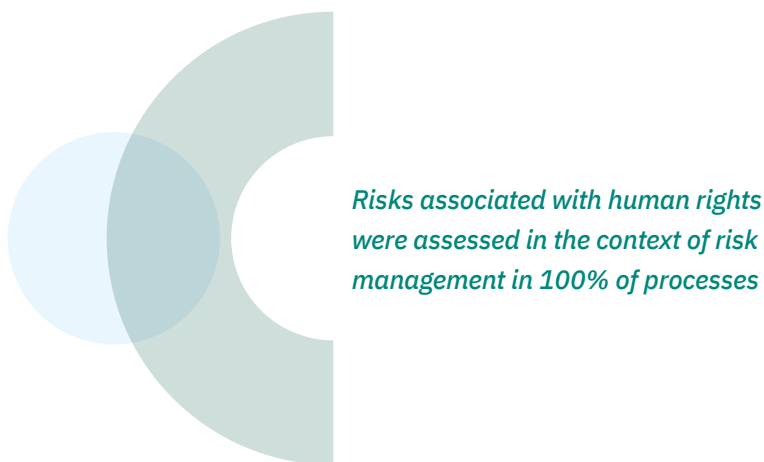 Risks associated with human rights
were assessed in the context of risk
management in 100% of processes